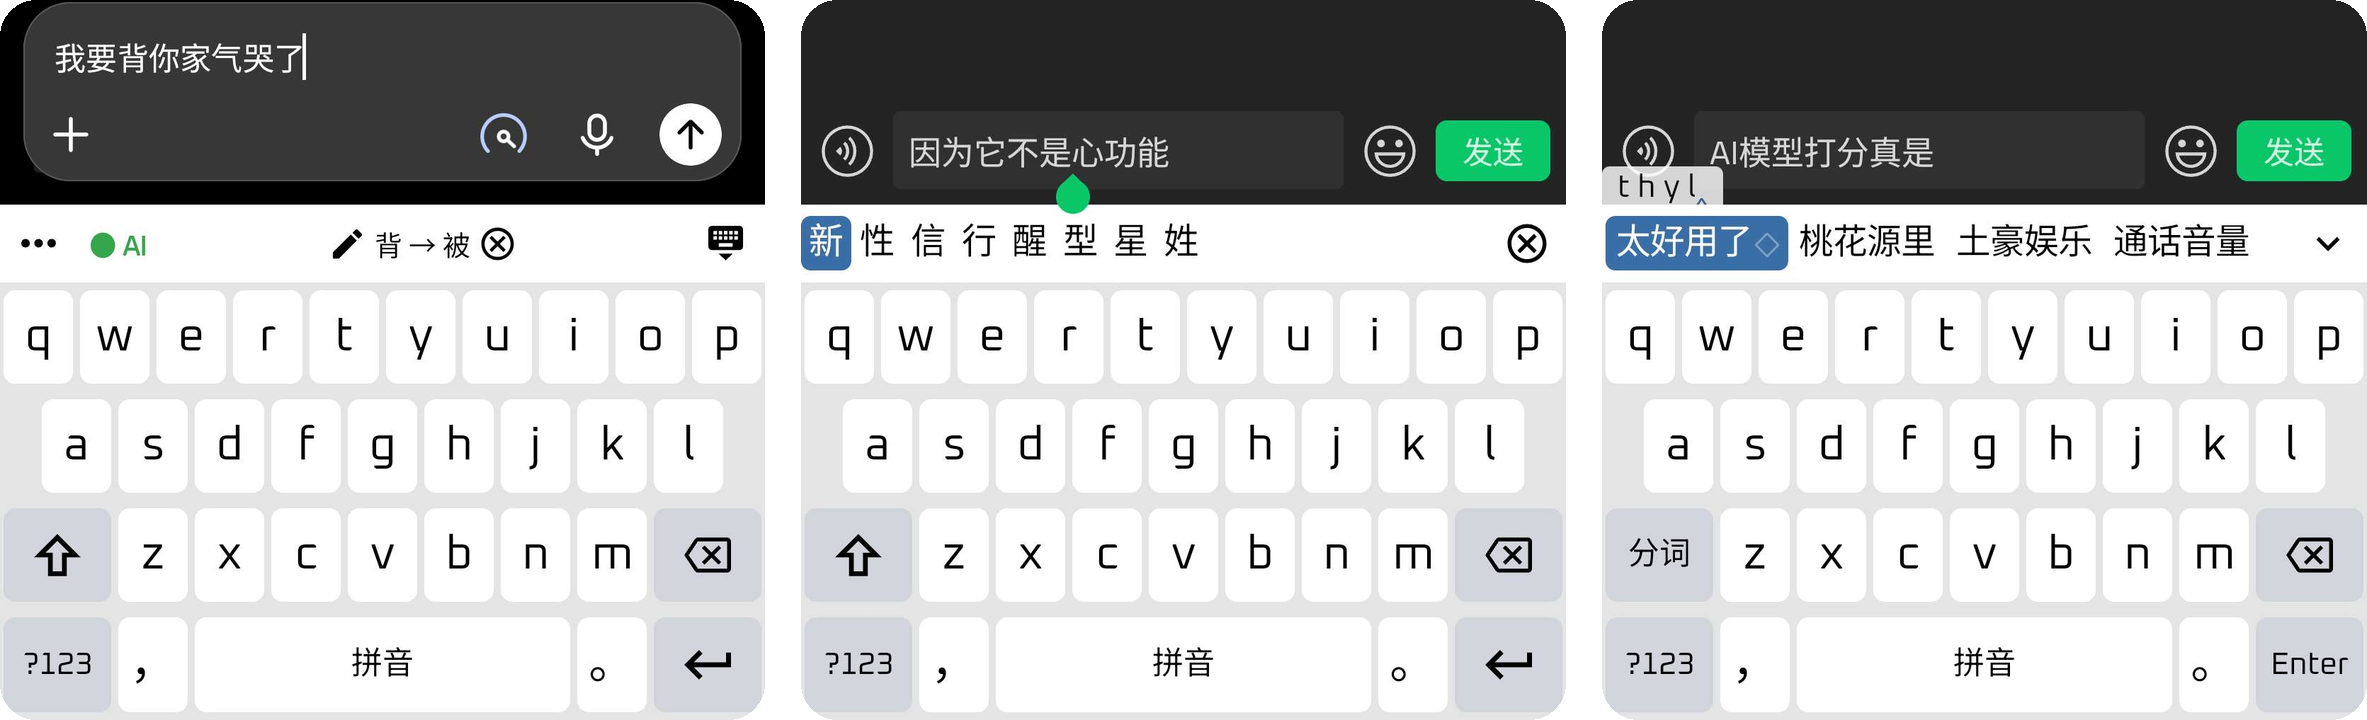 我要背你家气哭了
AI 背→被
q w e r t y u i o p
a s d f g h j k l
z x c v b n m
?123 ， 拼音 。
因为它不是心功能 发送
新 性 信 行 醒 型 星 姓
q w e r t y u i o p
a s d f g h j k l
z x c v b n m
?123 ， 拼音 。
AI模型打分真是 发送
t h y l
太好用了 桃花源里 土豪娱乐 通话音量
q w e r t y u i o p
a s d f g h j k l
分词 z x c v b n m
?123 ， 拼音 。 Enter